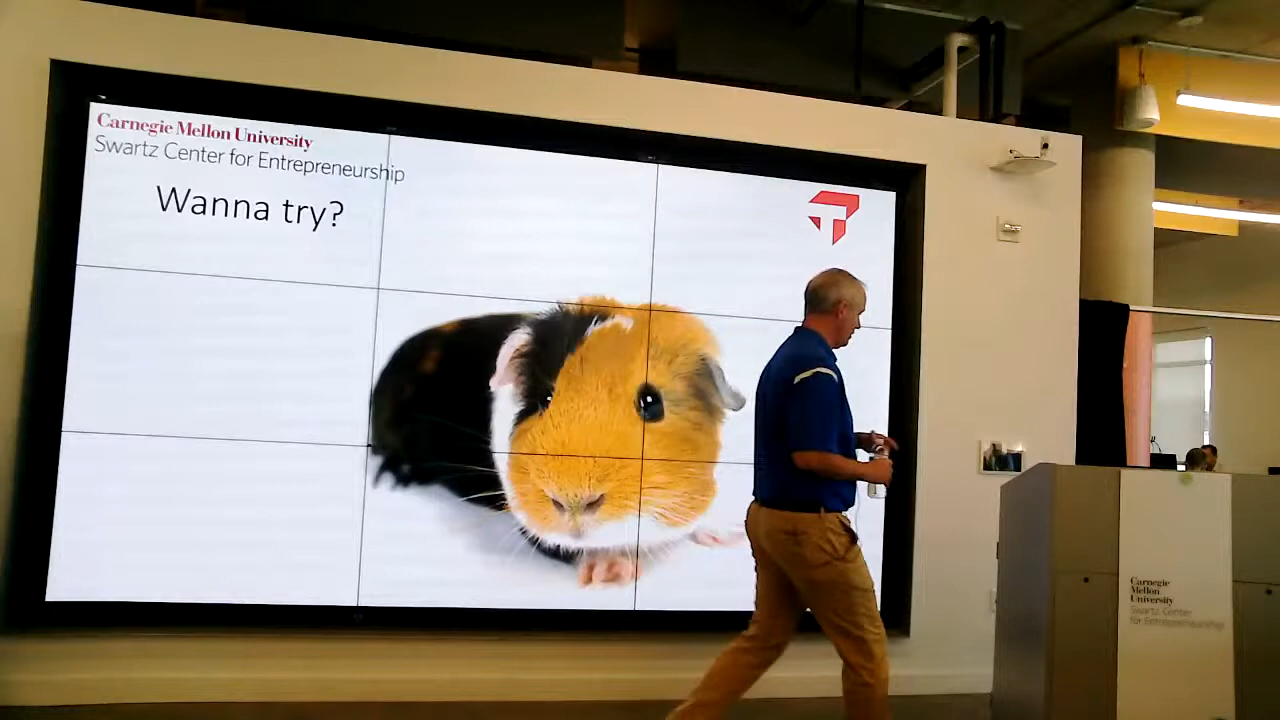 Carnegie Mellon University
Swartz Center for Entrepreneurship
Wanna try?
Carnegie
Mellon
University
Swartz Center
for Entrepreneurship